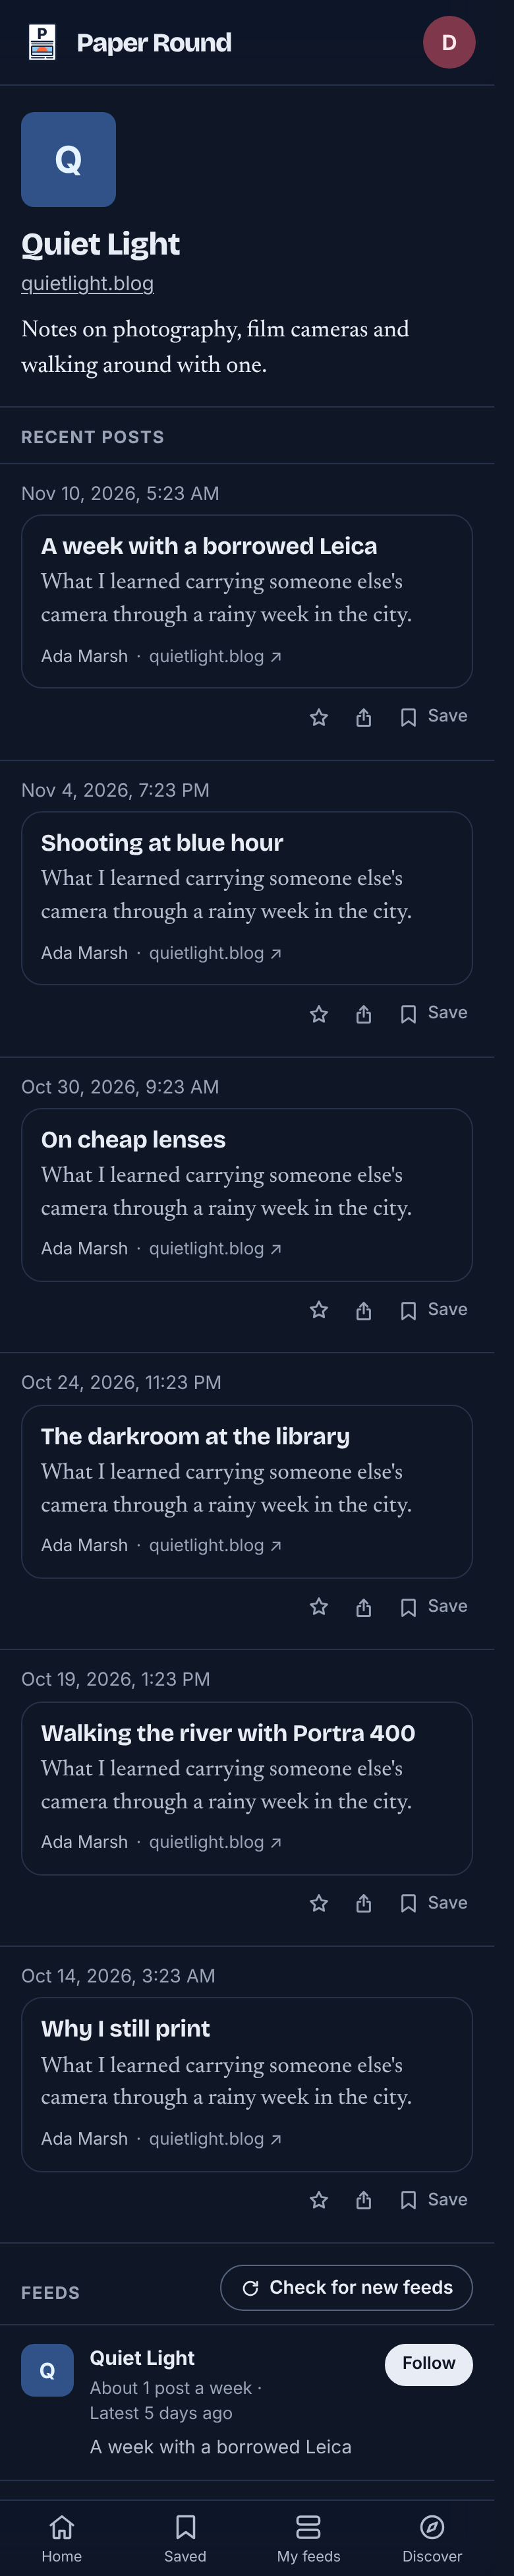 P
Paper Round
D
Q
Quiet Light
quietlight.blog
Notes on photography, film cameras and
walking around with one.
RECENT POSTS
Nov 10, 2026, 5:23 AM
A week with a borrowed Leica
What I learned carrying someone else's
camera through a rainy week in the city.
Ada Marsh · quietlight.blog ↗
Save
Nov 4, 2026, 7:23 PM
Shooting at blue hour
What I learned carrying someone else's
camera through a rainy week in the city.
Ada Marsh · quietlight.blog ↗
Save
Oct 30, 2026, 9:23 AM
On cheap lenses
What I learned carrying someone else's
camera through a rainy week in the city.
Ada Marsh · quietlight.blog ↗
Save
Oct 24, 2026, 11:23 PM
The darkroom at the library
What I learned carrying someone else's
camera through a rainy week in the city.
Ada Marsh · quietlight.blog ↗
Save
Oct 19, 2026, 1:23 PM
Walking the river with Portra 400
What I learned carrying someone else's
camera through a rainy week in the city.
Ada Marsh · quietlight.blog ↗
Save
Oct 14, 2026, 3:23 AM
Why I still print
What I learned carrying someone else's
camera through a rainy week in the city.
Ada Marsh · quietlight.blog ↗
Save
FEEDS
Check for new feeds
Q
Quiet Light
Follow
About 1 post a week ·
Latest 5 days ago
A week with a borrowed Leica
Home
Saved
My feeds
Discover